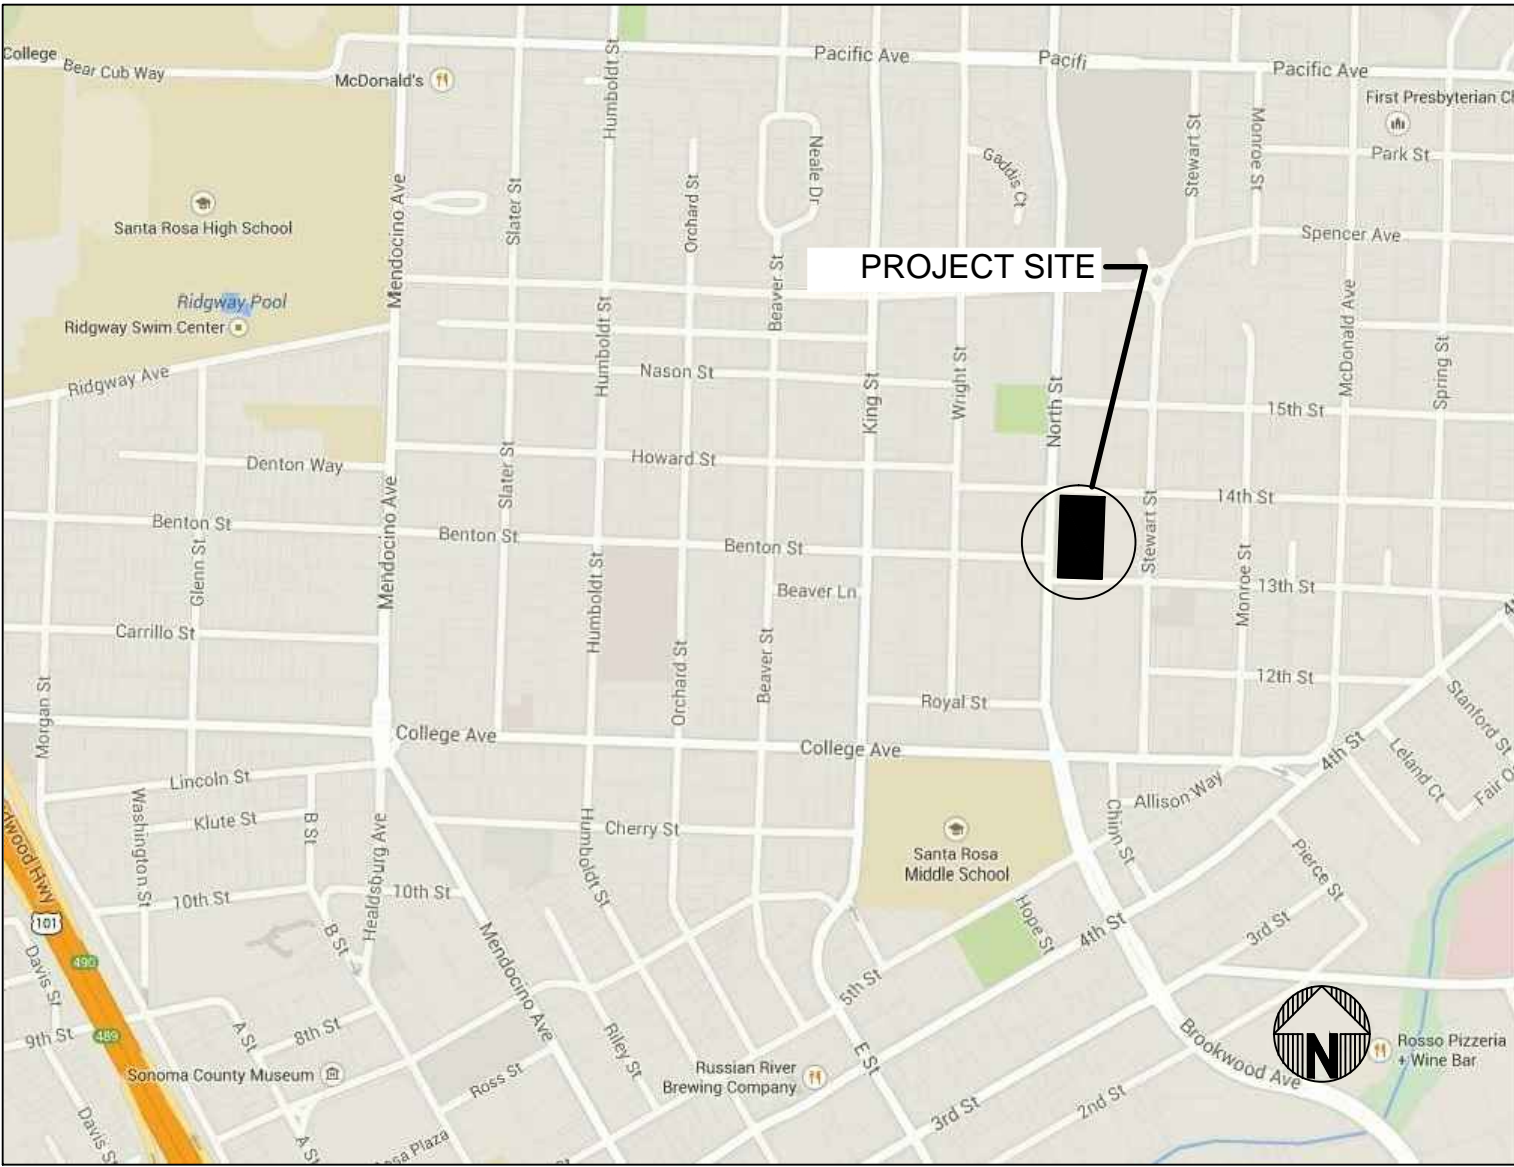 College
Bear Cub Way
McDonald's
Humboldt St
Pacific Ave
Pacifi
Pacific Ave
First Presbyterian Ch
Park St
Monroe St
Stewart St
Neale Dr
Gaddis Ct
Santa Rosa High School
Mendocino Ave
Slater St
Orchard St
Beaver St
Spencer Ave
PROJECT SITE
Ridgway Pool
Ridgway Swim Center
Ridgway Ave
Humboldt St
Nason St
King St
Wright St
North St
McDonald Ave
Spring St
15th St
Denton Way
Slater St
Howard St
14th St
Benton St
Mendocino Ave
Benton St
Benton St
Stewart St
Glenn St
Humboldt St
Beaver Ln
Monroe St
13th St
4t
Carrillo St
Orchard St
Beaver St
12th St
Morgan St
Royal St
Stanford St
College Ave
College Ave
4th St
Leland Ct
Fair O
Lincoln St
Washington St
Klute St
B St
Healdsburg Ave
Humboldt St
Cherry St
Allison Way
Chinn St
Santa Rosa
Middle School
Pierce St
dwood Hwy
101
10th St
10th St
B St
Mendocino Ave
Hope St
4th St
3rd St
490
Davis St
5th St
9th St
489
A St
8th St
Riley St
E St
Brookwood Ave
N
Rosso Pizzeria
+ Wine Bar
Sonoma County Museum
Ross St
Russian River
Brewing Company
3rd St
2nd St
Davis St
A St
sa Plaza
St